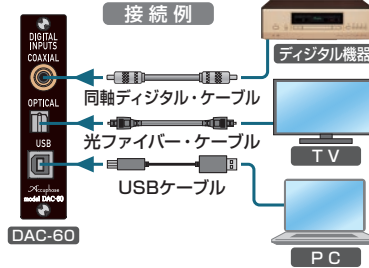 接続例
DIGITAL
INPUTS
COAXIAL
ディジタル機器
同軸ディジタル・ケーブル
OPTICAL
光ファイバー・ケーブル
TV
USB
USBケーブル
Accuphase
model DAC-60
DAC-60
PC